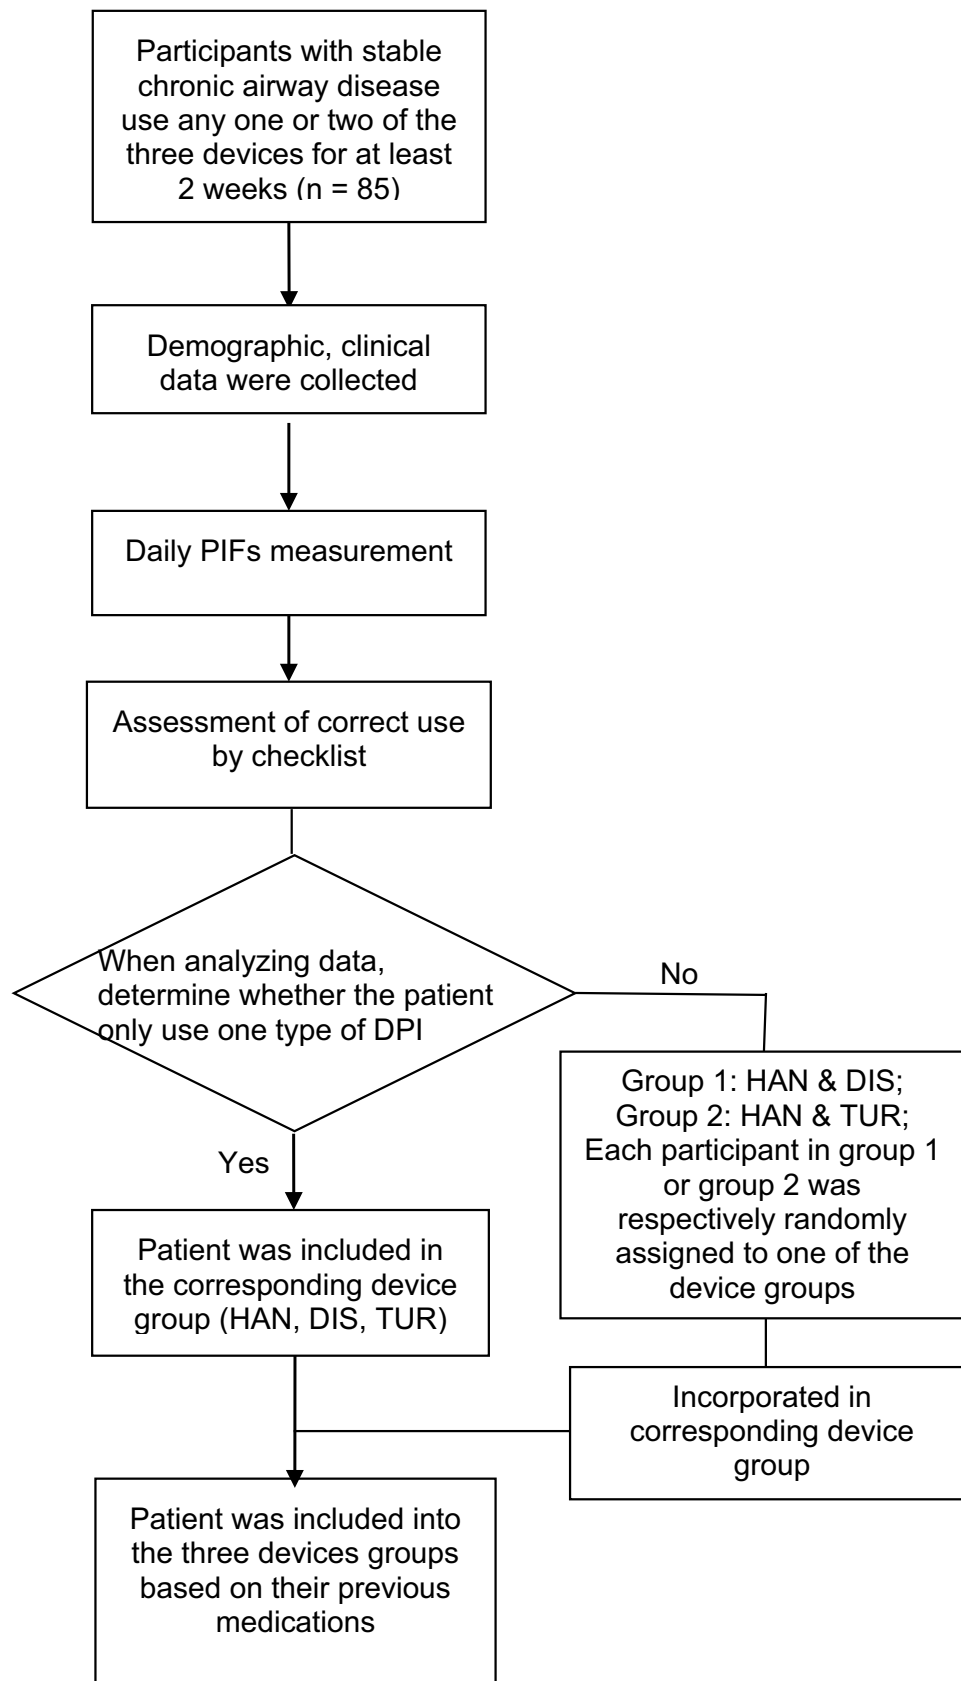 Participants with stable
chronic airway disease
use any one or two of the
three devices for at least
2 weeks (n = 85)
Demographic, clinical
data were collected
Daily PIFs measurement
Assessment of correct use
by checklist
When analyzing data,
determine whether the patient
only use one type of DPI
No
Yes
Group 1: HAN & DIS;
Group 2: HAN & TUR;
Each participant in group 1
or group 2 was
respectively randomly
assigned to one of the
device groups
Patient was included in
the corresponding device
group (HAN, DIS, TUR)
Incorporated in
corresponding device
group
Patient was included into
the three devices groups
based on their previous
medications